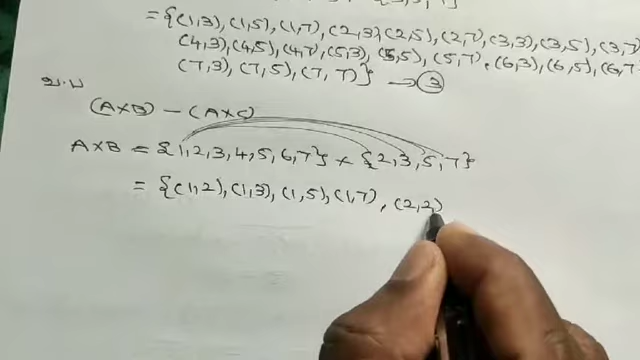 ={(1,3), (1,5), (1,7), (2,3), (2,5), (2,7), (3,3), (3,5), (3,7)
(4,3), (4,5), (4,7), (5,3), (5,5), (5,7), (6,3), (6,5), (6,7
(7,3), (7,5), (7,7)} → ③
வ.ப
(A×B) - (A×C)
A×B = {1,2,3,4,5,6,7} × {2,3,5,7}
= {(1,2), (1,3), (1,5), (1,7), (2,2)